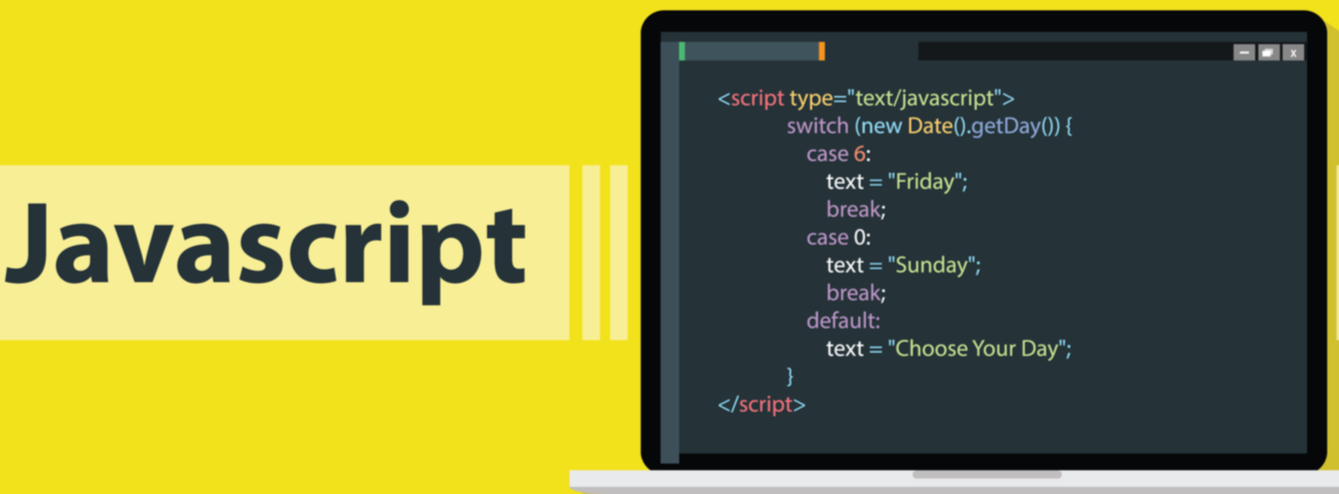 Javascript
<script type="text/javascript">
switch (new Date().getDay()) {
case 6:
text = "Friday";
break;
case 0:
text = "Sunday";
break;
default:
text = "Choose Your Day";
}
</script>